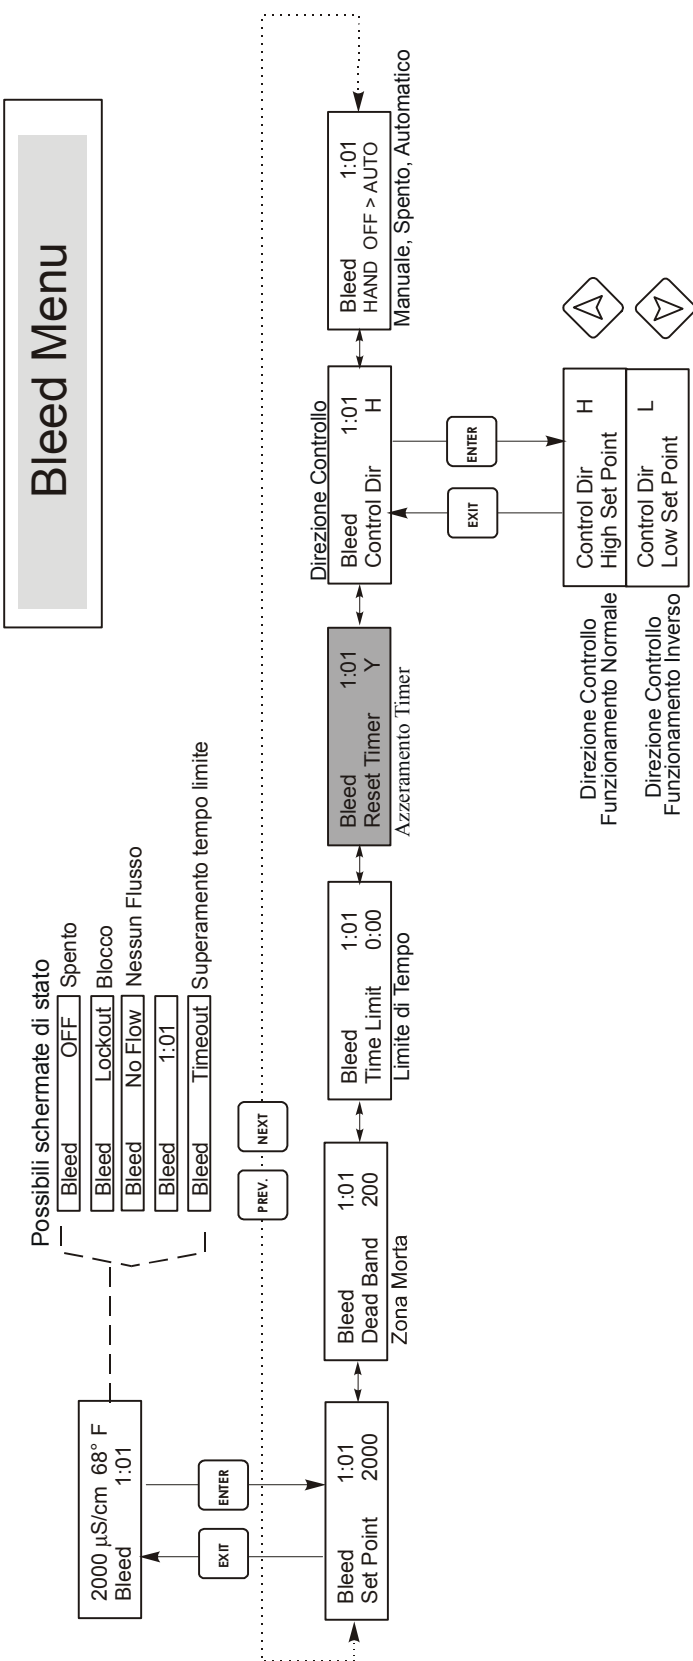 Bleed Menu
Possibili schermate di stato
Bleed OFF Spento
Bleed Lockout Blocco
Bleed No Flow Nessun Flusso
Bleed 1:01
Bleed Timeout Superamento tempo limite
2000 µS/cm 68° F
Bleed 1:01
EXIT
ENTER
PREV.
NEXT
Bleed 1:01
Set Point 2000
Bleed 1:01
Dead Band 200
Zona Morta
Bleed 1:01
Time Limit 0:00
Limite di Tempo
Bleed 1:01
Reset Timer Y
Azzeramento Timer
Direzione Controllo
Bleed 1:01
Control Dir H
Bleed 1:01
HAND OFF > AUTO
Manuale, Spento, Automatico
EXIT
ENTER
Direzione Controllo
Funzionamento Normale
Control Dir H
High Set Point
Direzione Controllo
Funzionamento Inverso
Control Dir L
Low Set Point